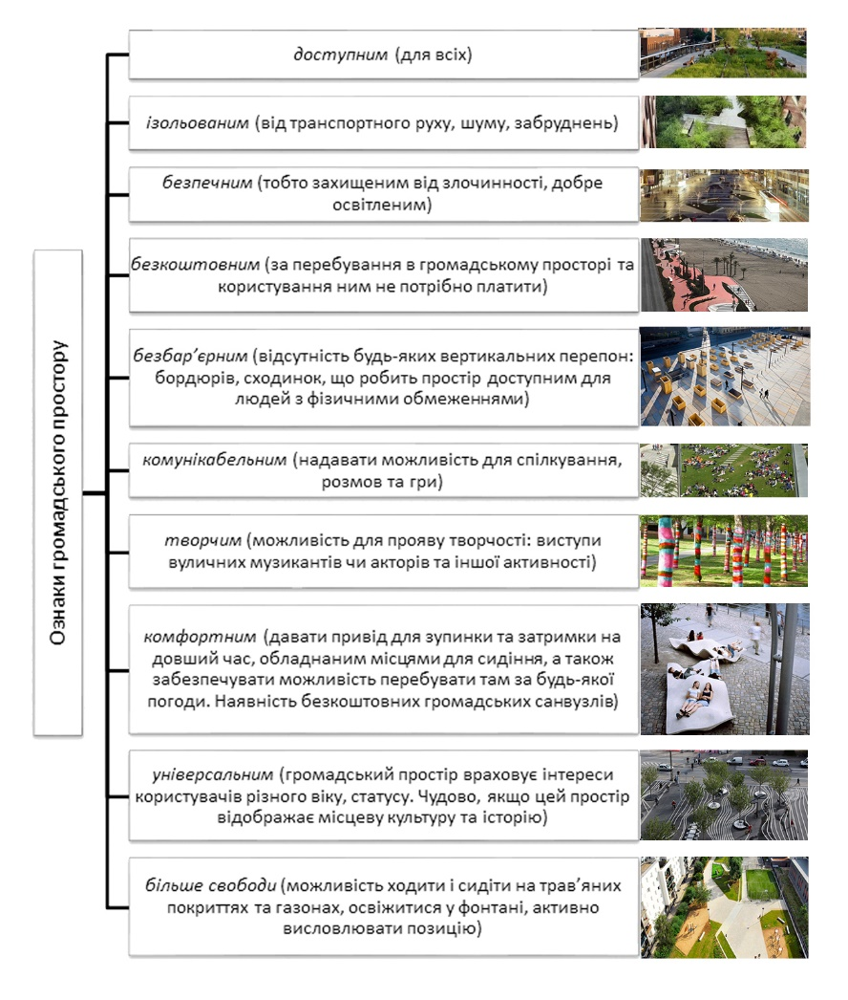 Ознаки громадського простору
доступним (для всіх)
ізольованим (від транспортного руху, шуму, забруднень)
безпечним (тобто захищеним від злочинності, добре
освітленим)
безкоштовним (за перебування в громадському просторі та
користування ним не потрібно платити)
безбар’єрним (відсутність будь-яких вертикальних перепон:
бордюрів, сходинок, що робить простір доступним для
людей з фізичними обмеженнями)
комунікабельним (надавати можливість для спілкування,
розмов та гри)
творчим (можливість для прояву творчості: виступи
вуличних музикантів чи акторів та іншої активності)
комфортним (давати привід для зупинки та затримки на
довший час, обладнаним місцями для сидіння, а також
забезпечувати можливість перебувати там за будь-якої
погоди. Наявність безкоштовних громадських санвузлів)
універсальним (громадський простір враховує інтереси
користувачів різного віку, статусу. Чудово, якщо цей простір
відображає місцеву культуру та історію)
більше свободи (можливість ходити і сидіти на трав’яних
покриттях та газонах, освіжитися у фонтані, активно
висловлювати позицію)